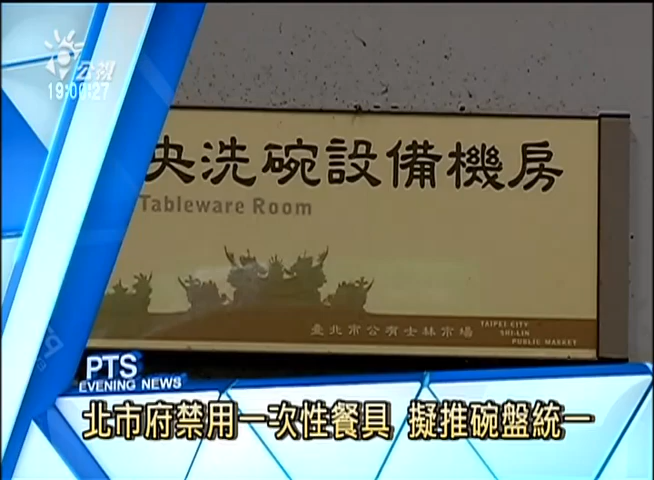 公視
19:00:27
央洗碗設備機房
Tableware Room
臺北市公有士林市場
TAIPEI CITY
SHI-LIN
PUBLIC MARKET
PTS
EVENING NEWS
北市府禁用一次性餐具 擬推碗盤統一